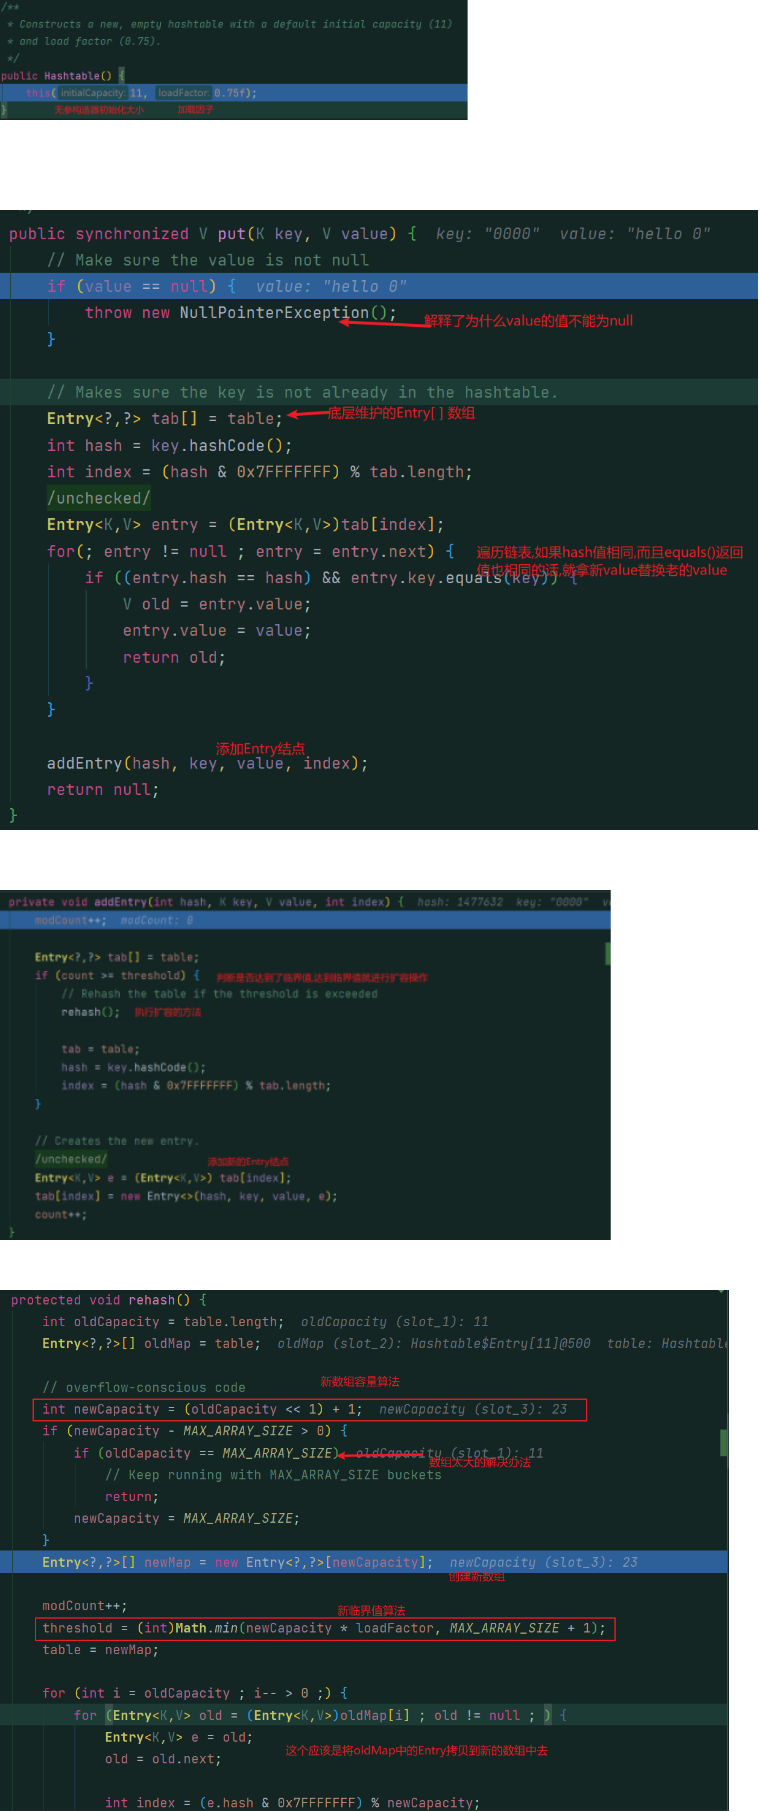 /**
 * Constructs a new, empty hashtable with a default initial capacity (11)
 * and load factor (0.75).
 */
public Hashtable() {
this( initialCapacity: 11, loadFactor: 0.75f);
} 无参构造器初始化大小 加载因子
public synchronized V put(K key, V value) { key: "0000" value: "hello 0"
// Make sure the value is not null
if (value == null) { value: "hello 0"
throw new NullPointerException();
解释了为什么value的值不能为null
}
// Makes sure the key is not already in the hashtable.
Entry<?,?> tab[] = table;
底层维护的Entry[ ] 数组
int hash = key.hashCode();
int index = (hash & 0x7FFFFFFF) % tab.length;
/unchecked/
Entry<K,V> entry = (Entry<K,V>)tab[index];
for(; entry != null ; entry = entry.next) {
遍历链表,如果hash值相同,而且equals()返回
值也相同的话,就拿新value替换老的value
if ((entry.hash == hash) && entry.key.equals(key)) {
V old = entry.value;
entry.value = value;
return old;
}
}
添加Entry结点
addEntry(hash, key, value, index);
return null;
}
private void addEntry(int hash, K key, V value, int index) { hash: 1477632 key: "0000"
modCount++; modCount: 0
Entry<?,?> tab[] = table;
if (count >= threshold) { 判断是否达到了临界值,达到临界值就进行扩容操作
// Rehash the table if the threshold is exceeded
rehash(); 执行扩容的方法
tab = table;
hash = key.hashCode();
index = (hash & 0x7FFFFFFF) % tab.length;
}
// Creates the new entry.
/unchecked/
添加新的Entry结点
Entry<K,V> e = (Entry<K,V>) tab[index];
tab[index] = new Entry<>(hash, key, value, e);
count++;
}
protected void rehash() {
int oldCapacity = table.length; oldCapacity (slot_1): 11
Entry<?,?>[] oldMap = table; oldMap (slot_2): Hashtable$Entry[11]@500 table: Hashtable
新数组容量算法
// overflow-conscious code
int newCapacity = (oldCapacity << 1) + 1; newCapacity (slot_3): 23
if (newCapacity - MAX_ARRAY_SIZE > 0) {
if (oldCapacity == MAX_ARRAY_SIZE) oldCapacity (slot_1): 11
数组太大的解决办法
// Keep running with MAX_ARRAY_SIZE buckets
return;
newCapacity = MAX_ARRAY_SIZE;
}
Entry<?,?>[] newMap = new Entry<?,?>[newCapacity]; newCapacity (slot_3): 23
创建新数组
modCount++;
新临界值算法
threshold = (int)Math.min(newCapacity * loadFactor, MAX_ARRAY_SIZE + 1);
table = newMap;
for (int i = oldCapacity ; i-- > 0 ;) {
for (Entry<K,V> old = (Entry<K,V>)oldMap[i] ; old != null ; ) {
Entry<K,V> e = old;
这个应该是将oldMap中的Entry拷贝到新的数组中去
old = old.next;
int index = (e.hash & 0x7FFFFFFF) % newCapacity;